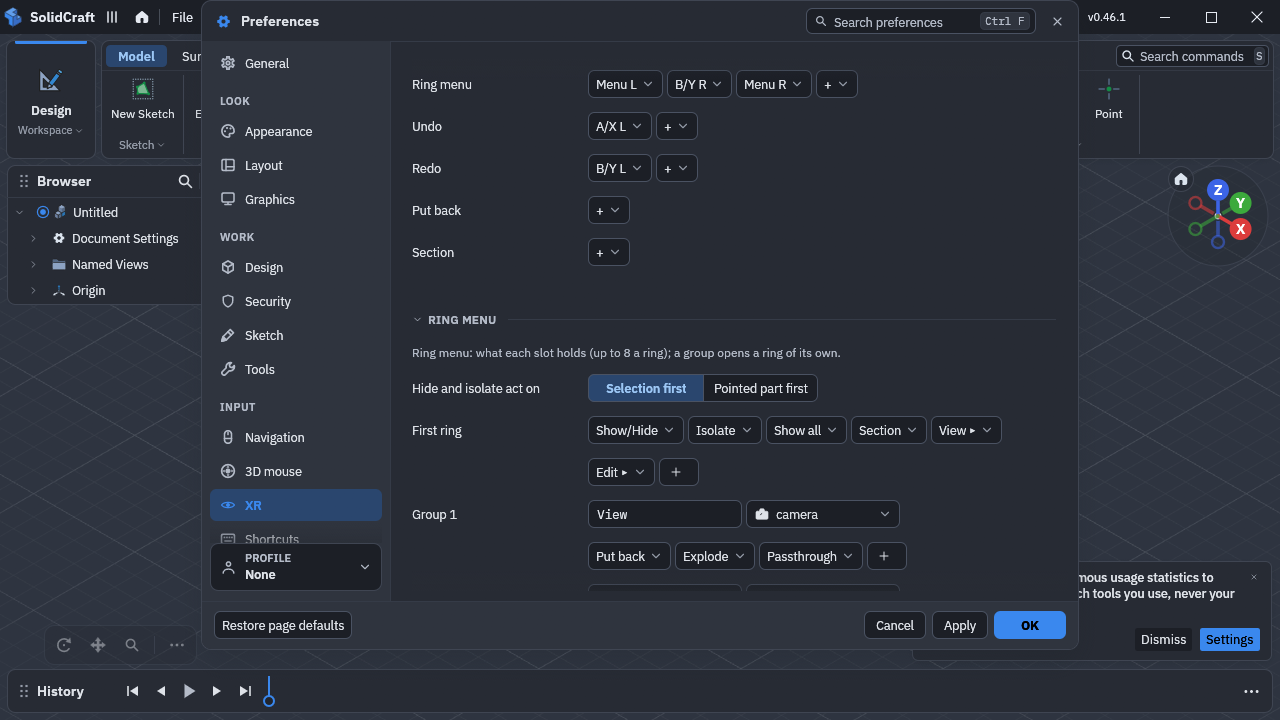 SolidCraft
File
Preferences
Search preferences
Ctrl F
v0.46.1
Model
Search commands
S
Design
Workspace
New Sketch
Sketch
Point
Browser
Untitled
Document Settings
Named Views
Origin
General
LOOK
Appearance
Layout
Graphics
WORK
Design
Security
Sketch
Tools
INPUT
Navigation
3D mouse
XR
Shortcuts
PROFILE
None
Ring menu
Menu L
B/Y R
Menu R
+
Undo
A/X L
+
Redo
B/Y L
+
Put back
+
Section
+
RING MENU
Ring menu: what each slot holds (up to 8 a ring); a group opens a ring of its own.
Hide and isolate act on
Selection first
Pointed part first
First ring
Show/Hide
Isolate
Show all
Section
View ▸
Edit ▸
+
Group 1
View
camera
Put back
Explode
Passthrough
+
Z
Y
X
usage statistics to
tools you use, never your
Dismiss
Settings
Restore page defaults
Cancel
Apply
OK
History